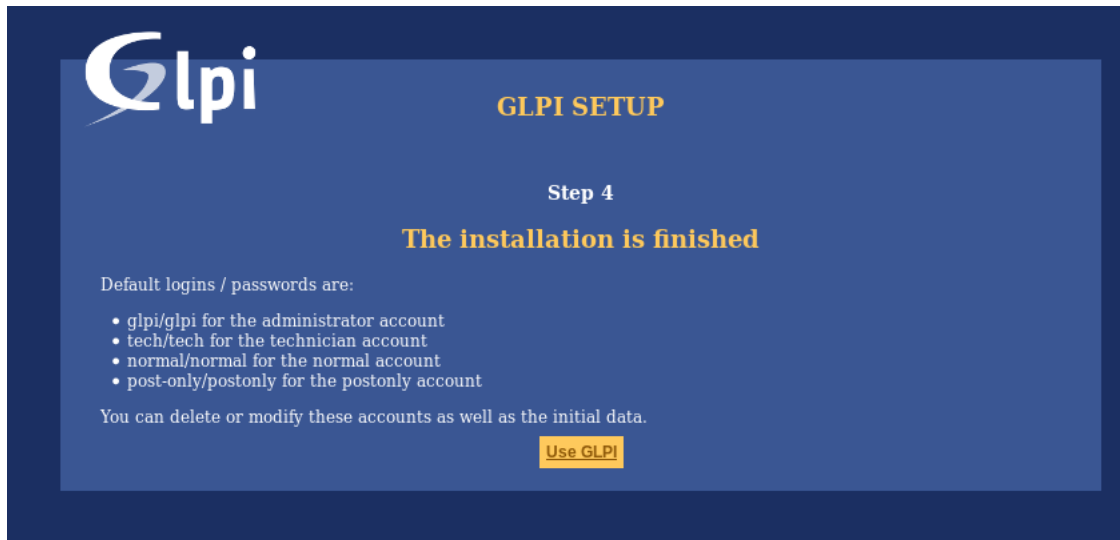 Glpi
GLPI SETUP
Step 4
The installation is finished
Default logins / passwords are:
• glpi/glpi for the administrator account
• tech/tech for the technician account
• normal/normal for the normal account
• post-only/postonly for the postonly account
You can delete or modify these accounts as well as the initial data.
Use GLPI